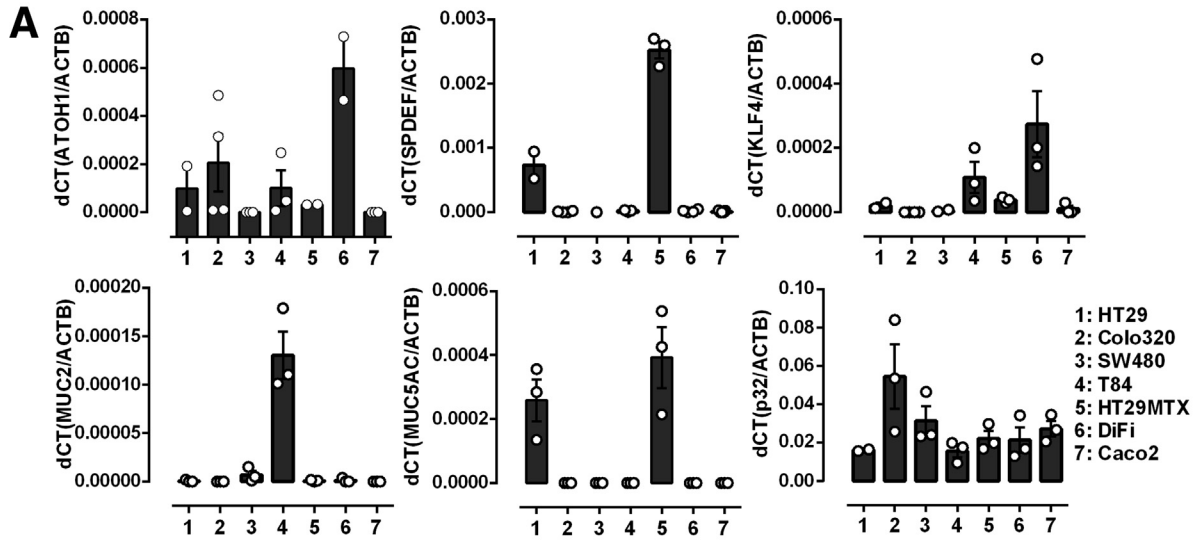 A
dCT(ATOH1/ACTB)
0.0008
0.0006
0.0004
0.0002
0.0000
1 2 3 4 5 6 7
dCT(SPDEF/ACTB)
0.003
0.002
0.001
0.000
1 2 3 4 5 6 7
dCT(KLF4/ACTB)
0.0006
0.0004
0.0002
0.0000
1 2 3 4 5 6 7
dCT(MUC2/ACTB)
0.00020
0.00015
0.00010
0.00005
0.00000
1 2 3 4 5 6 7
dCT(MUC5AC/ACTB)
0.0006
0.0004
0.0002
0.0000
1 2 3 4 5 6 7
dCT(p32/ACTB)
0.10
0.08
0.06
0.04
0.02
0.00
1 2 3 4 5 6 7
1: HT29
2: Colo320
3: SW480
4: T84
5: HT29MTX
6: DiFi
7: Caco2